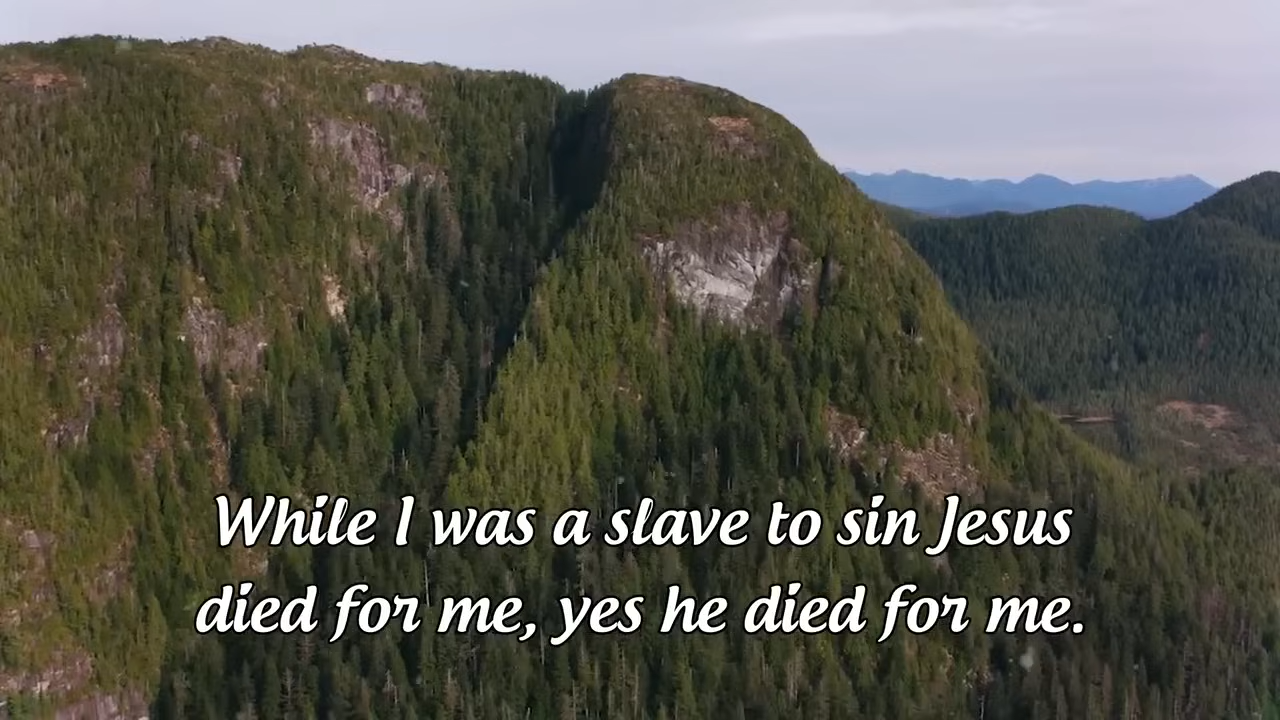 While I was a slave to sin Jesus
died for me, yes he died for me.